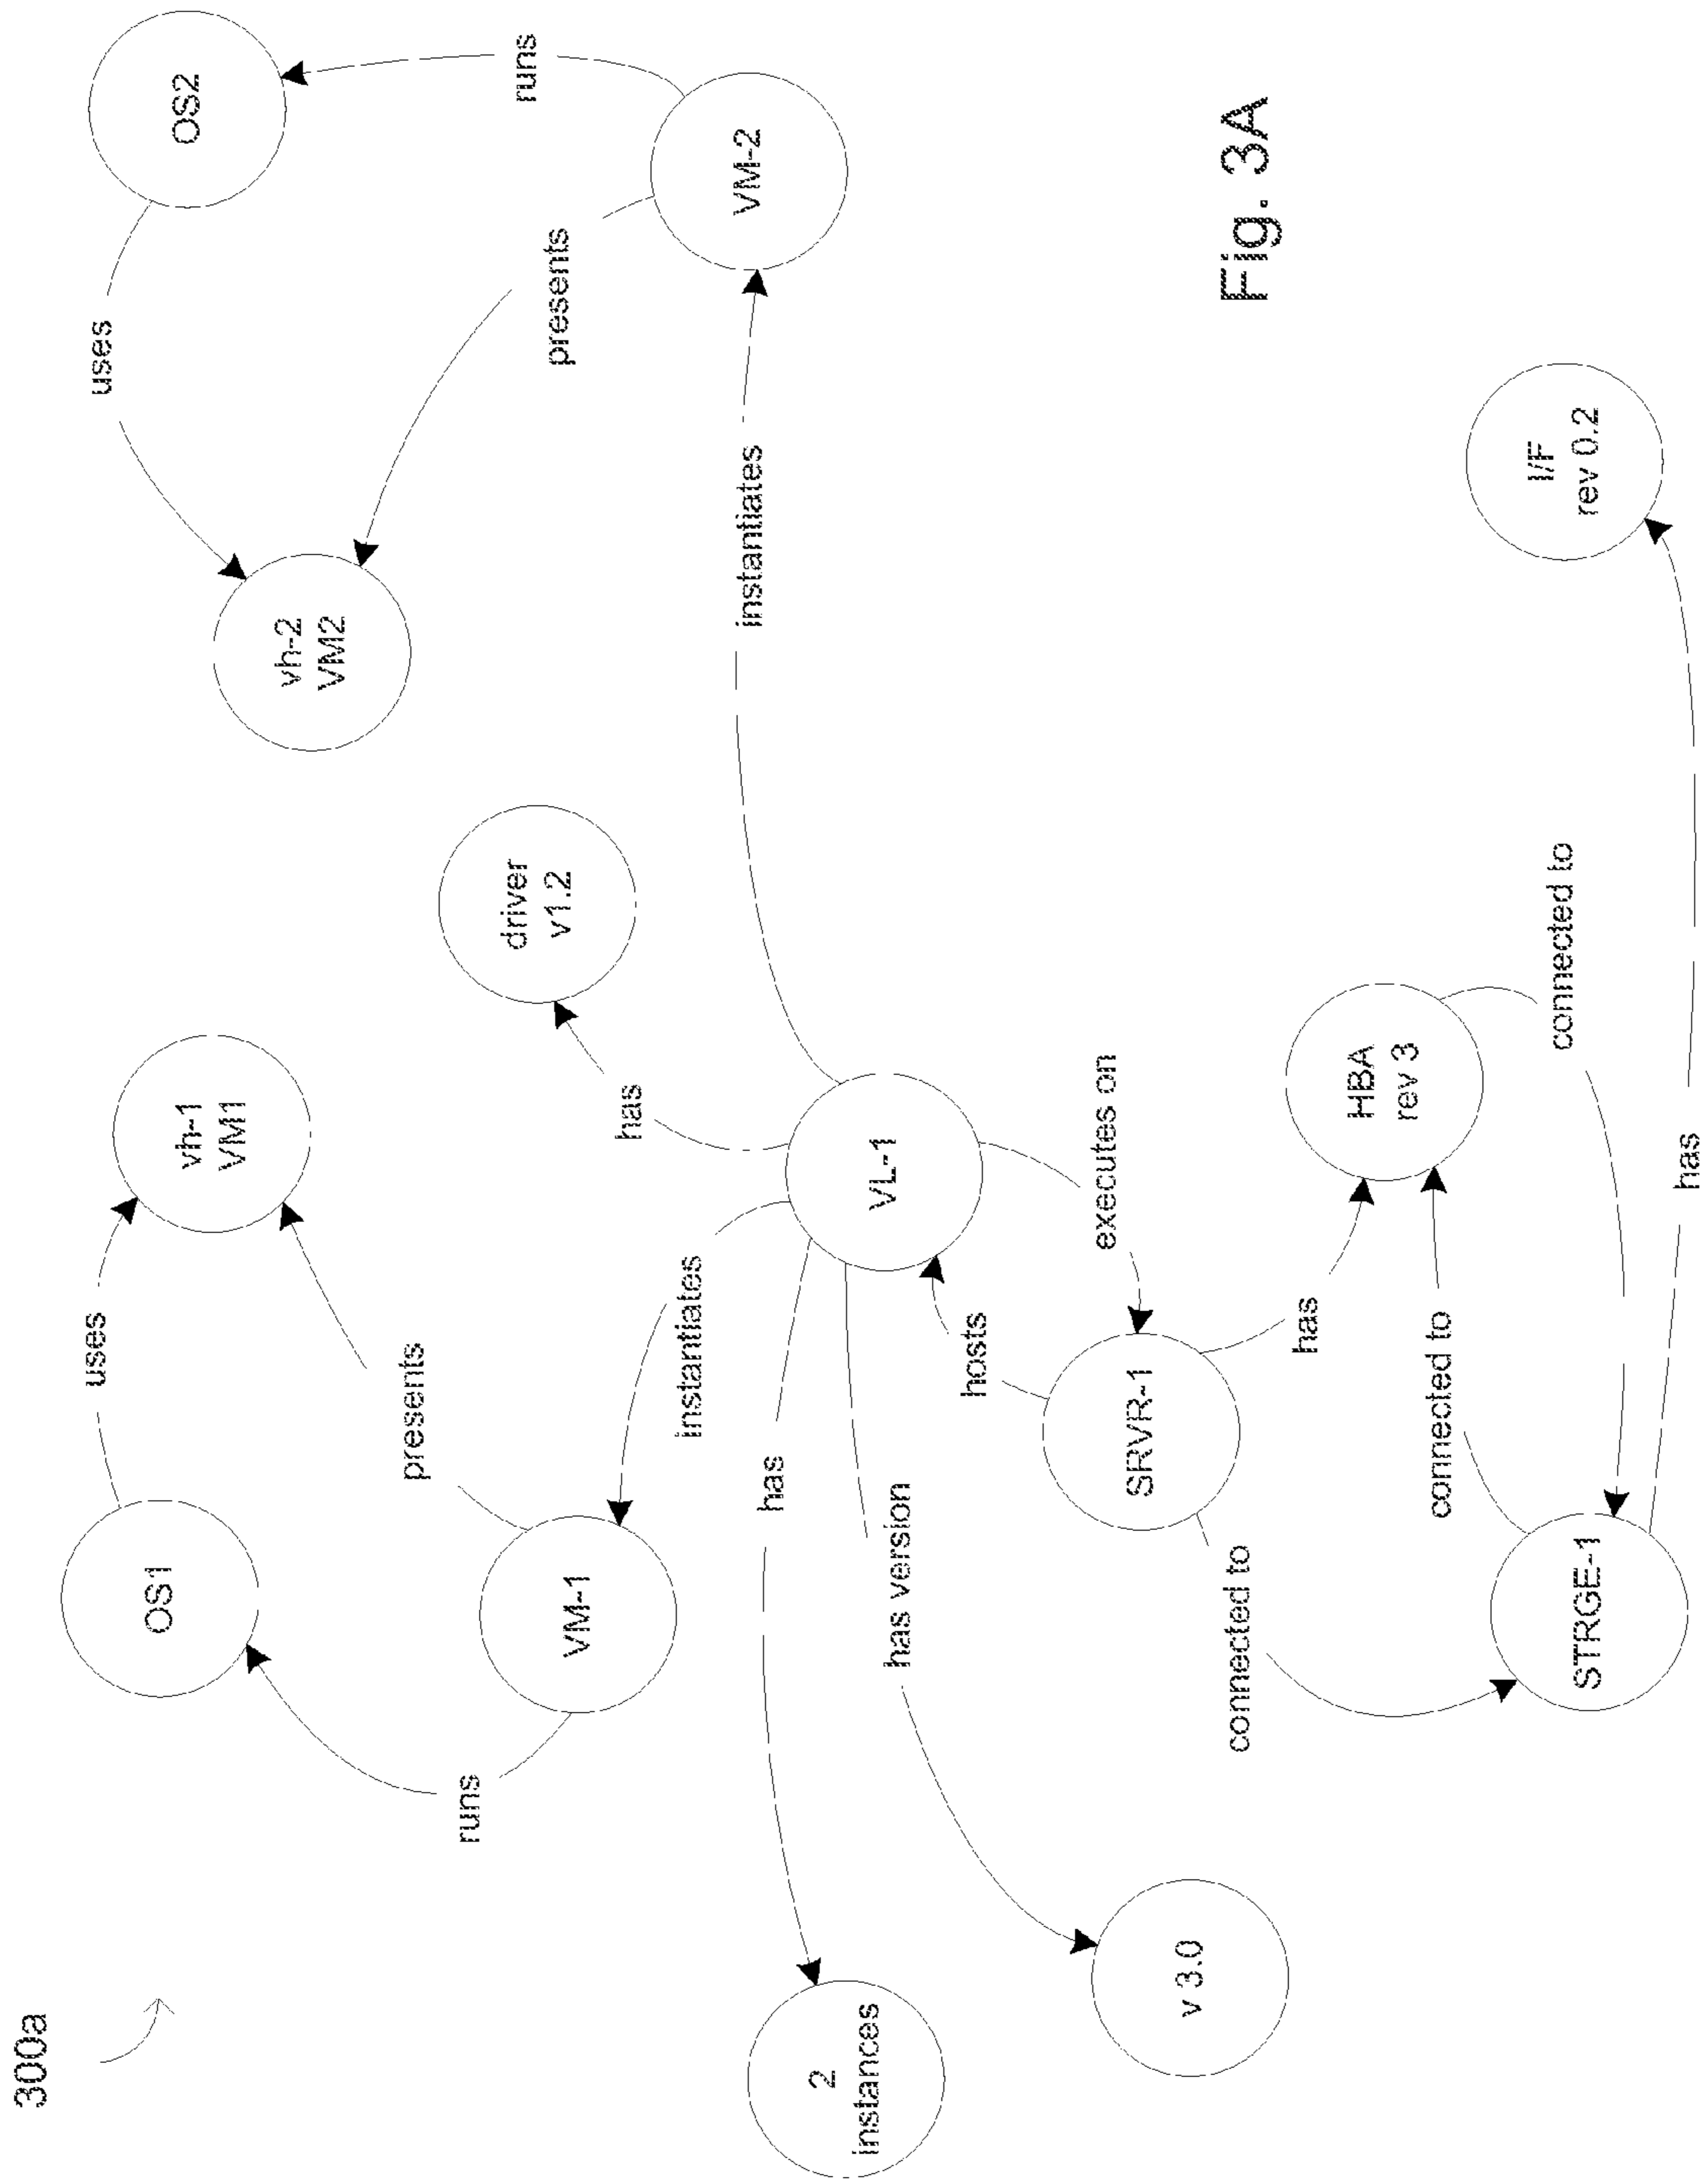 300a
OS1
uses
vh-1
VM1
OS2
uses
vh-2
VM2
runs
presents
VM-1
runs
presents
VM-2
driver
v1.2
has
instantiates
instantiates
has
has version
VL-1
2
instances
v 3.0
hosts
executes on
SRVR-1
connected to
has
HBA
rev 3
connected to
connected to
STRGE-1
has
I/F
rev 0.2
Fig. 3A